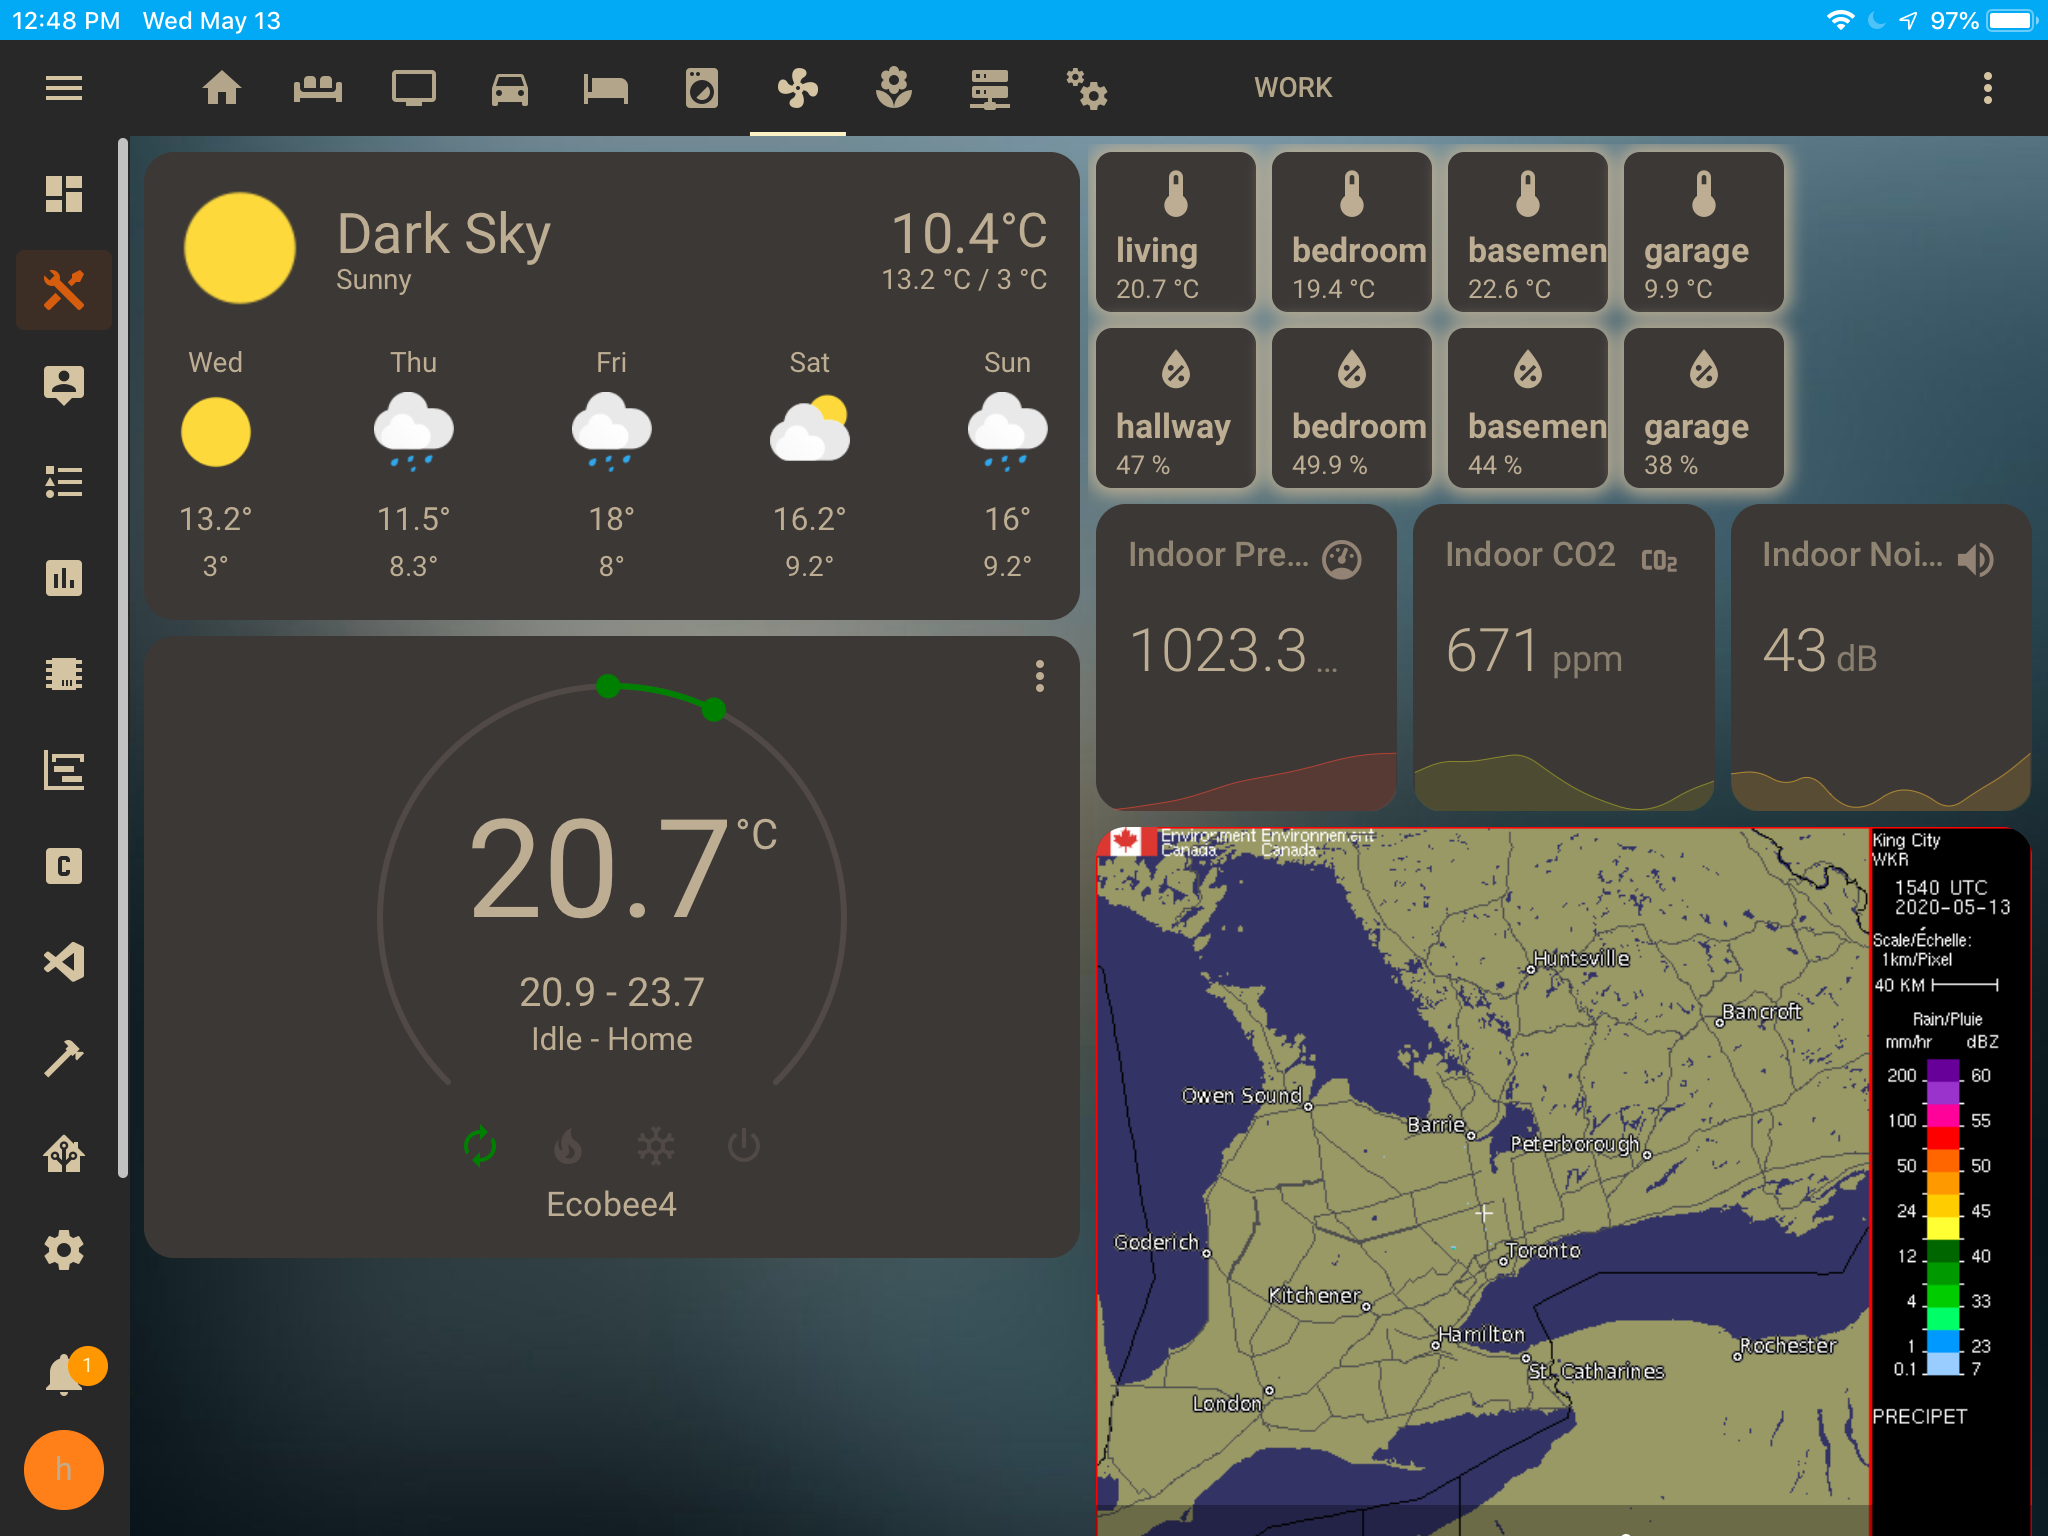 12:48 PM Wed May 13
97%
WORK
Dark Sky
Sunny
10.4°C
13.2 °C / 3 °C
Wed Thu Fri Sat Sun
13.2° 11.5° 18° 16.2° 16°
3° 8.3° 8° 9.2° 9.2°
living
20.7 °C
bedroom
19.4 °C
basemen
22.6 °C
garage
9.9 °C
hallway
47 %
bedroom
49.9 %
basemen
44 %
garage
38 %
Indoor Pre...
1023.3 ...
Indoor CO2
CO2
671 ppm
Indoor Noi...
43 dB
20.7 °C
20.9 - 23.7
Idle - Home
Ecobee4
C
1
h
Environment Environnement
Canada Canada
Huntsville
Bancroft
Owen Sound
Barrie
Peterborough
Goderich
Toronto
Kitchener
Hamilton
Rochester
St. Catharines
London
King City
WKR
1540 UTC
2020-05-13
Scale/Échelle:
1km/Pixel
40 KM
Rain/Pluie
mm/hr dBZ
200 60
100 55
50 50
24 45
12 40
4 33
1 23
0.1 7
PRECIPET